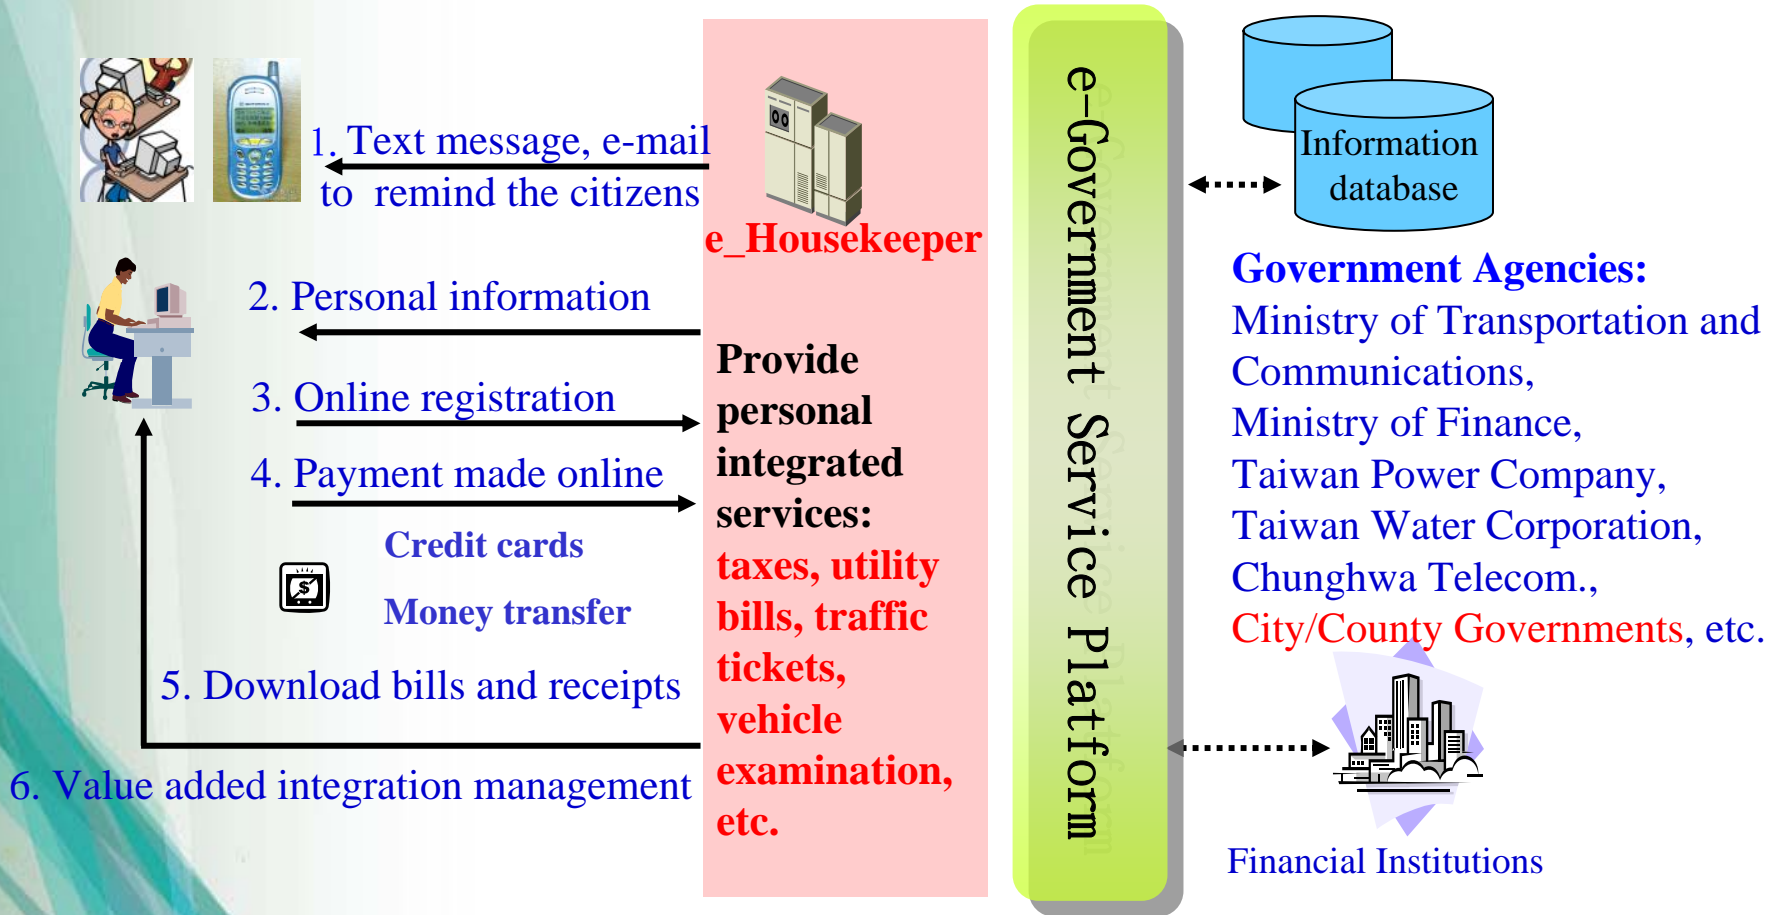 1. Text message, e-mail
to remind the citizens
2. Personal information
3. Online registration
4. Payment made online
Credit cards
Money transfer
5. Download bills and receipts
6. Value added integration management
e_Housekeeper
Provide
personal
integrated
services:
taxes, utility
bills, traffic
tickets,
vehicle
examination,
etc.
e-Government Service Platform
Information
database
Government Agencies:
Ministry of Transportation and
Communications,
Ministry of Finance,
Taiwan Power Company,
Taiwan Water Corporation,
Chunghwa Telecom.,
City/County Governments, etc.
Financial Institutions